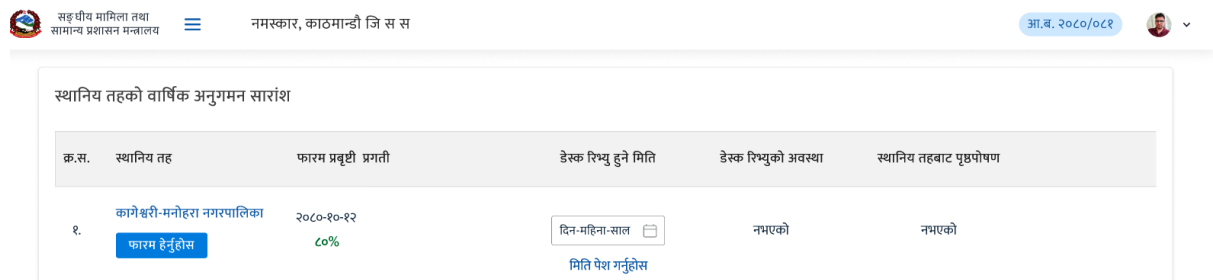 सङ्घीय मामिला तथा
सामान्य प्रशासन मन्त्रालय
नमस्कार, काठमान्डौ जि स स
आ.ब. २०८०/०८१
स्थानिय तहको वार्षिक अनुगमन सारांश
क्र.स. स्थानिय तह फारम प्रबृष्टी प्रगती डेस्क रिभ्यु हुने मिति डेस्क रिभ्युको अवस्था स्थानिय तहबाट पृष्ठपोषण
१.
कागेश्वरी-मनोहरा नगरपालिका
फारम हेर्नुहोस
२०८०-१०-१२
८०%
दिन-महिना-साल
मिति पेश गर्नुहोस
नभएको
नभएको